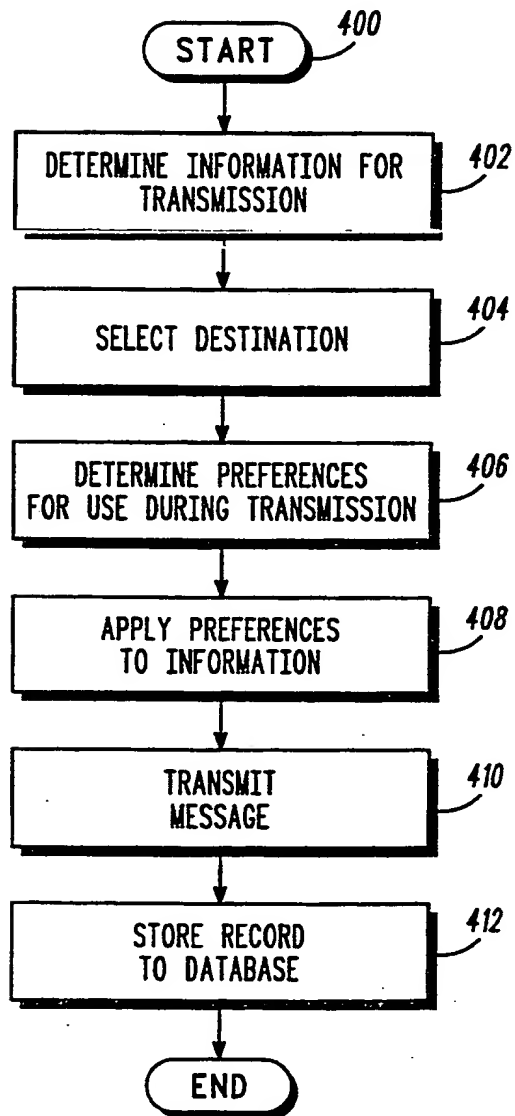 START
400
DETERMINE INFORMATION FOR
TRANSMISSION
402
SELECT DESTINATION
404
DETERMINE PREFERENCES
FOR USE DURING TRANSMISSION
406
APPLY PREFERENCES
TO INFORMATION
408
TRANSMIT
MESSAGE
410
STORE RECORD
TO DATABASE
412
END